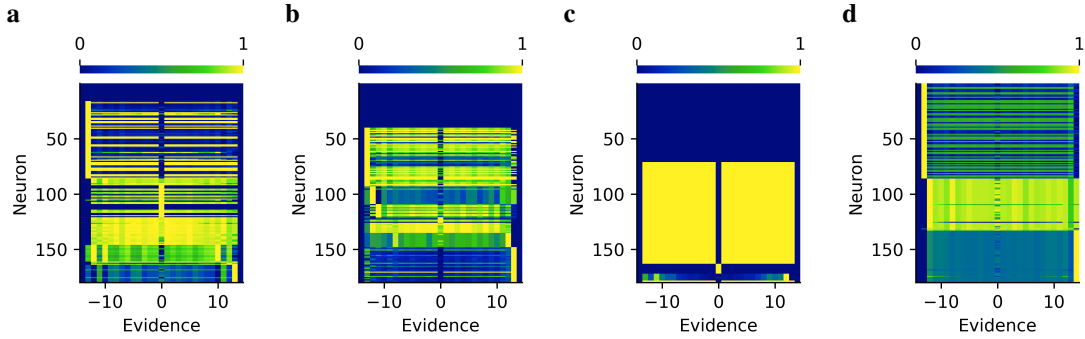 a b c d
0 1 0 1 0 1 0 1
50 50 50 50
100 100 100 100
150 150 150 150
Neuron Neuron Neuron Neuron
−10 0 10 −10 0 10 −10 0 10 −10 0 10
Evidence Evidence Evidence Evidence